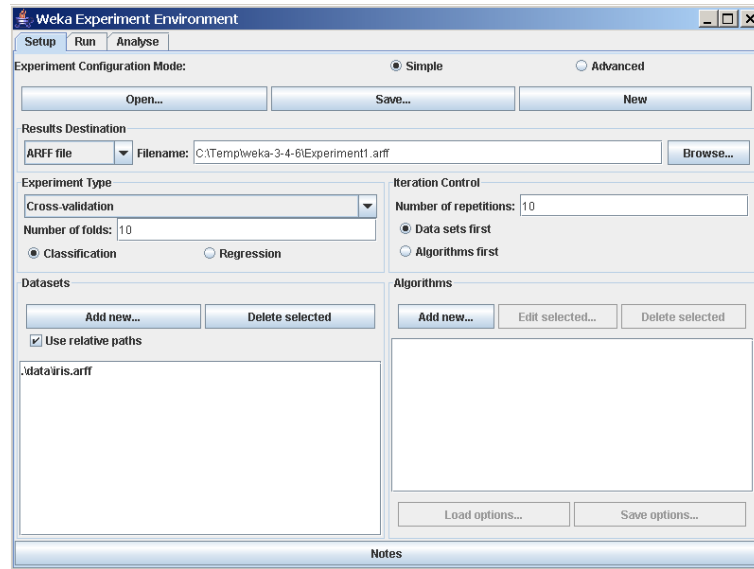 Weka Experiment Environment
Setup Run Analyse
Experiment Configuration Mode: Simple Advanced
Open... Save... New
Results Destination
ARFF file Filename: C:\Temp\weka-3-4-6\Experiment1.arff Browse...
Experiment Type Iteration Control
Cross-validation Number of repetitions: 10
Number of folds: 10 Data sets first
Classification Regression Algorithms first
Datasets Algorithms
Add new... Delete selected Add new... Edit selected... Delete selected
Use relative paths
.\data\iris.arff
Load options... Save options...
Notes